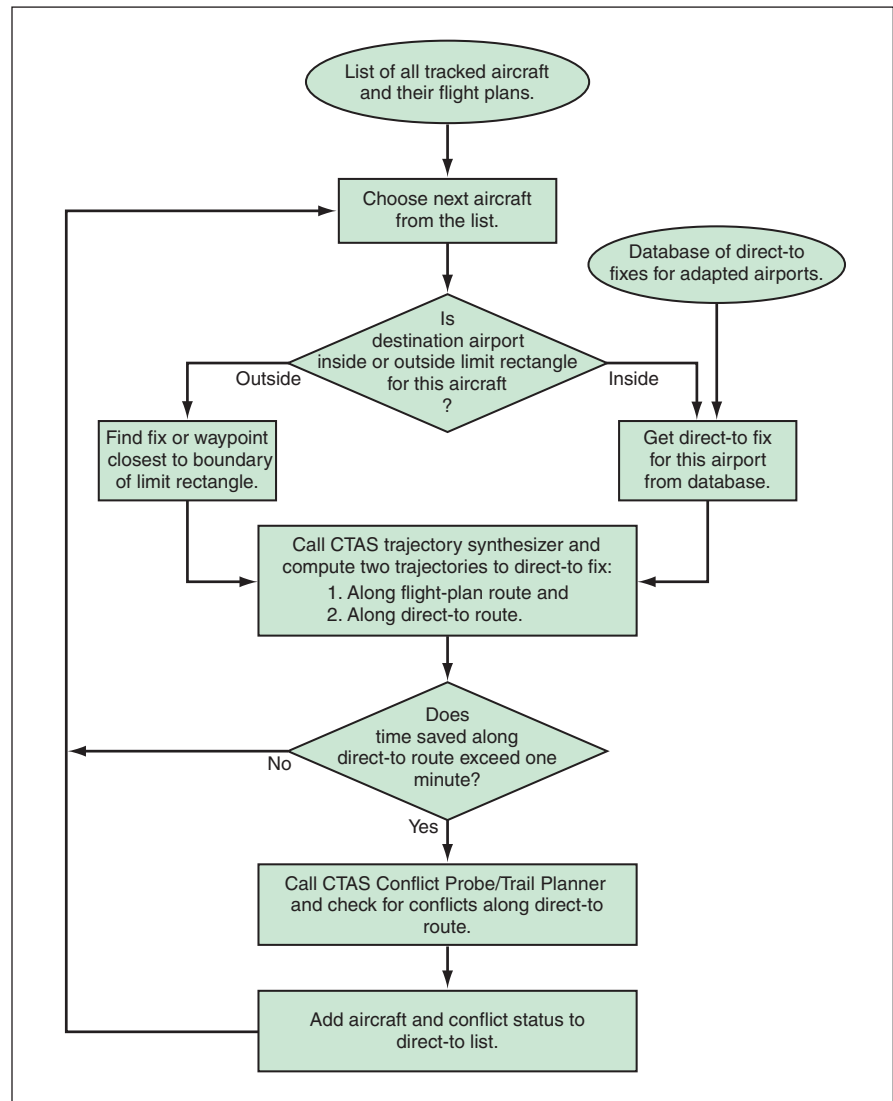 List of all tracked aircraft
and their flight plans.
Choose next aircraft
from the list.
Database of direct-to
fixes for adapted airports.
Is
destination airport
inside or outside limit rectangle
for this aircraft
?
Outside
Inside
Find fix or waypoint
closest to boundary
of limit rectangle.
Get direct-to fix
for this airport
from database.
Call CTAS trajectory synthesizer and
compute two trajectories to direct-to fix:
1. Along flight-plan route and
2. Along direct-to route.
Does
time saved along
direct-to route exceed one
minute?
No
Yes
Call CTAS Conflict Probe/Trail Planner
and check for conflicts along direct-to
route.
Add aircraft and conflict status to
direct-to list.